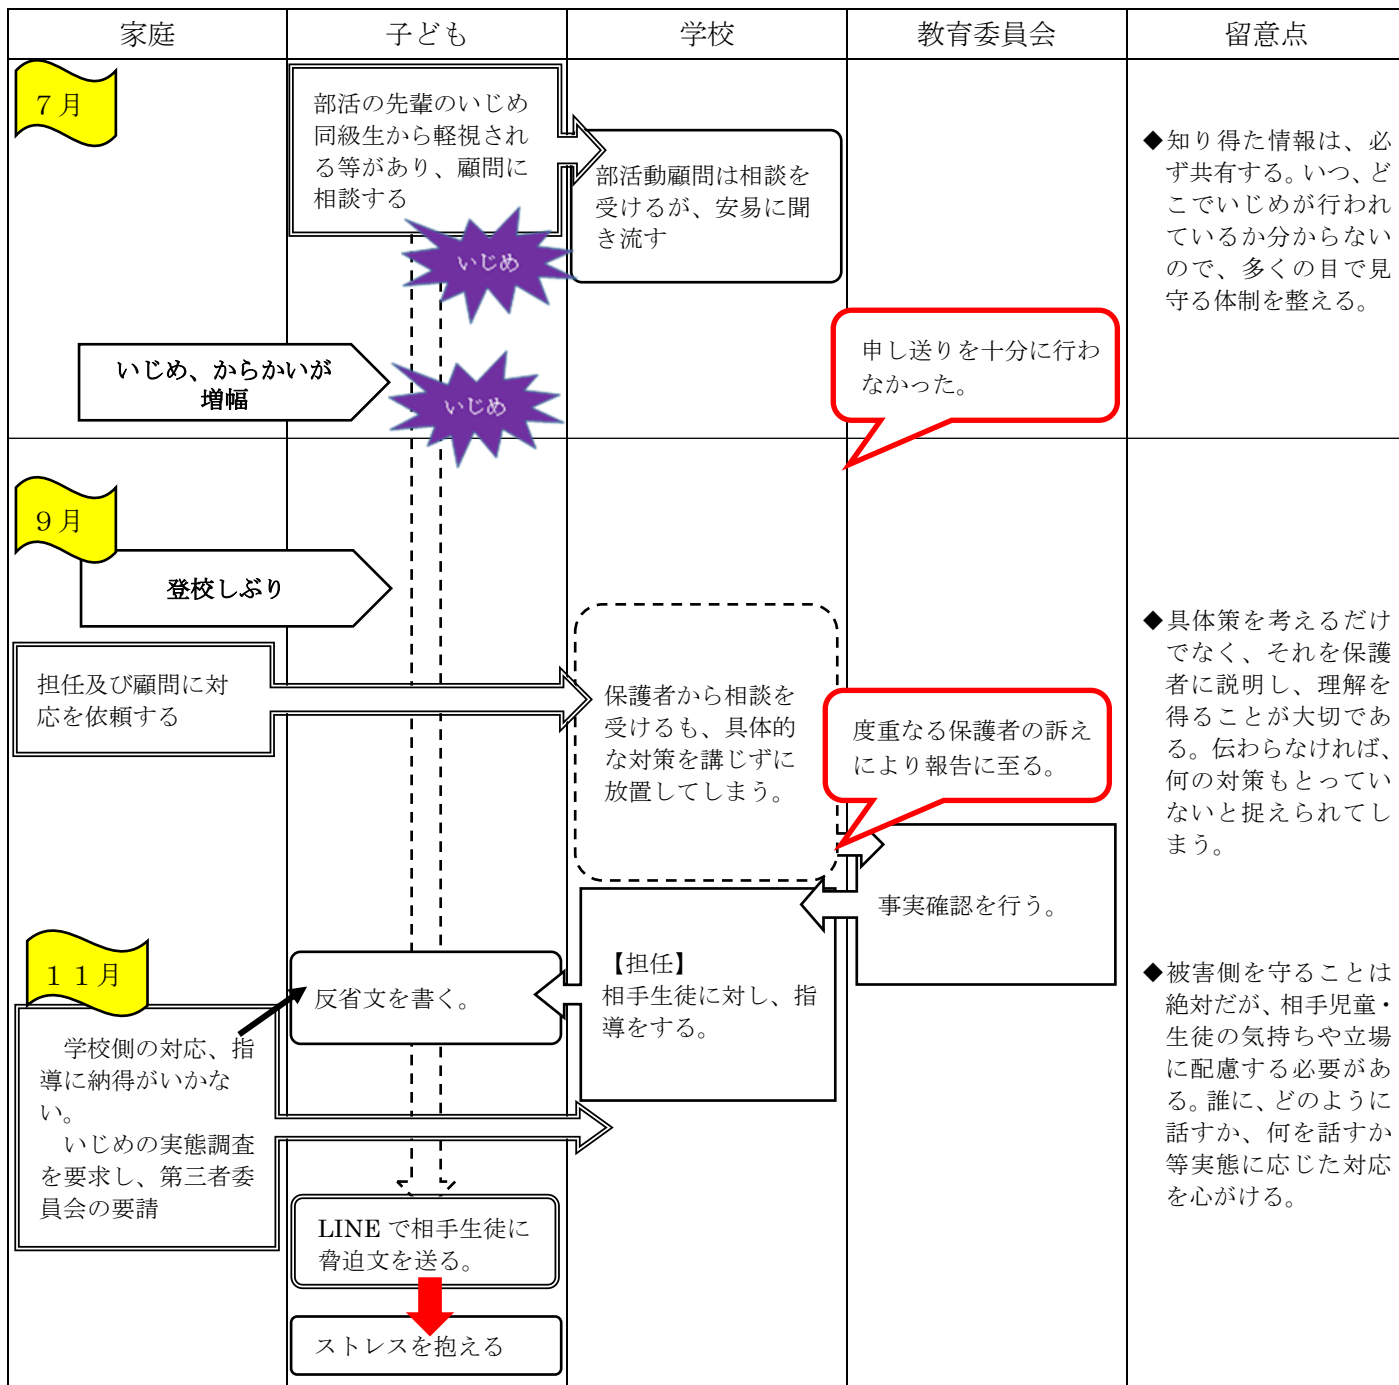 家庭
子ども
学校
教育委員会
留意点
７月
部活の先輩のいじめ
同級生から軽視され
る等があり、顧問に
相談する
部活動顧問は相談を
受けるが、安易に聞
き流す
◆知り得た情報は、必
ず共有する。いつ、ど
こでいじめが行われ
ているか分からない
ので、多くの目で見
守る体制を整える。
いじめ
いじめ、からかいが
増幅
いじめ
申し送りを十分に行わ
なかった。
９月
登校しぶり
担任及び顧問に対
応を依頼する
保護者から相談を
受けるも、具体的
な対策を講じずに
放置してしまう。
度重なる保護者の訴え
により報告に至る。
◆具体策を考えるだけ
でなく、それを保護
者に説明し、理解を
得ることが大切であ
る。伝わらなければ、
何の対策もとってい
ないと捉えられてし
まう。
事実確認を行う。
１１月
反省文を書く。
【担任】
相手生徒に対し、指
導をする。
学校側の対応、指
導に納得がいかな
い。
いじめの実態調査
を要求し、第三者委
員会の要請
◆被害側を守ることは
絶対だが、相手児童・
生徒の気持ちや立場
に配慮する必要があ
る。誰に、どのように
話すか、何を話すか
等実態に応じた対応
を心がける。
LINE で相手生徒に
脅迫文を送る。
ストレスを抱える